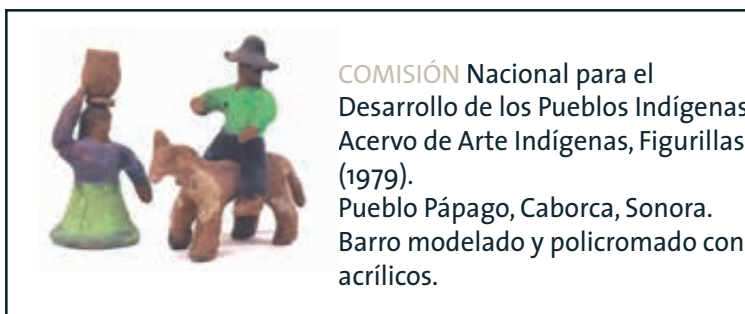 COMISIÓN Nacional para el
Desarrollo de los Pueblos Indígenas
Acervo de Arte Indígenas, Figurillas
(1979).
Pueblo Pápago, Caborca, Sonora.
Barro modelado y policromado con
acrílicos.